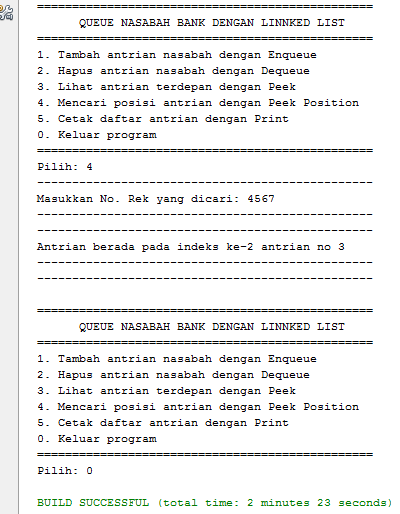 ================================================
QUEUE NASABAH BANK DENGAN LINNKED LIST
================================================
1. Tambah antrian nasabah dengan Enqueue
2. Hapus antrian nasabah dengan Dequeue
3. Lihat antrian terdepan dengan Peek
4. Mencari posisi antrian dengan Peek Position
5. Cetak daftar antrian dengan Print
0. Keluar program
================================================
Pilih: 4
------------------------------------------------
Masukkan No. Rek yang dicari: 4567
------------------------------------------------
------------------------------------------------
Antrian berada pada indeks ke-2 antrian no 3
------------------------------------------------
------------------------------------------------
================================================
QUEUE NASABAH BANK DENGAN LINNKED LIST
================================================
1. Tambah antrian nasabah dengan Enqueue
2. Hapus antrian nasabah dengan Dequeue
3. Lihat antrian terdepan dengan Peek
4. Mencari posisi antrian dengan Peek Position
5. Cetak daftar antrian dengan Print
0. Keluar program
================================================
Pilih: 0
BUILD SUCCESSFUL (total time: 2 minutes 23 seconds)